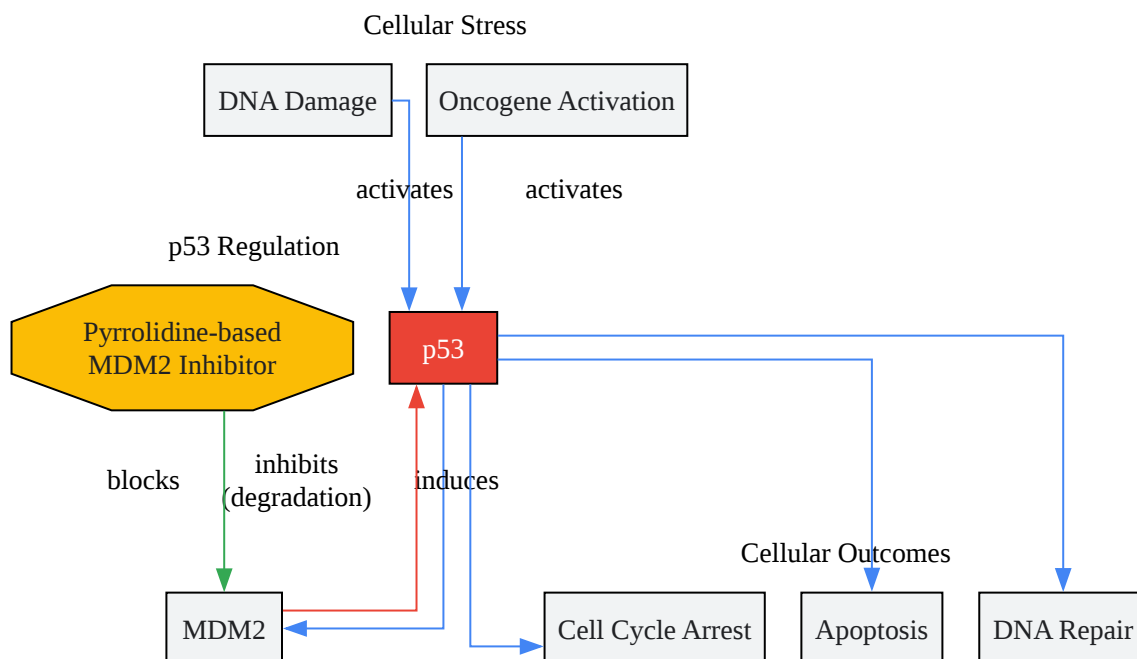 Cellular Stress
DNA Damage
Oncogene Activation
activates
activates
p53 Regulation
Pyrrolidine-based
MDM2 Inhibitor
p53
blocks
inhibits
(degradation)
induces
Cellular Outcomes
MDM2
Cell Cycle Arrest
Apoptosis
DNA Repair